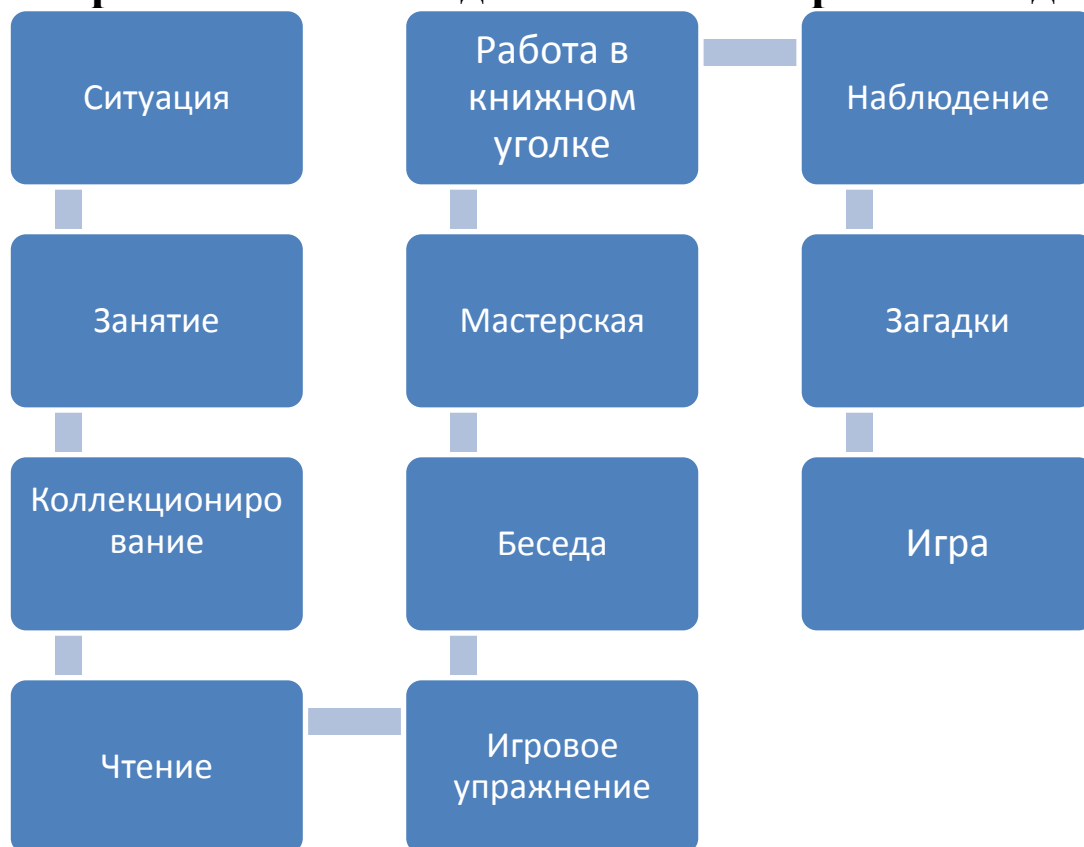 Ситуация
Занятие
Коллекциониро
вание
Чтение
Игровое
упражнение
Беседа
Мастерская
Работа в
книжном
уголке
Наблюдение
Загадки
Игра